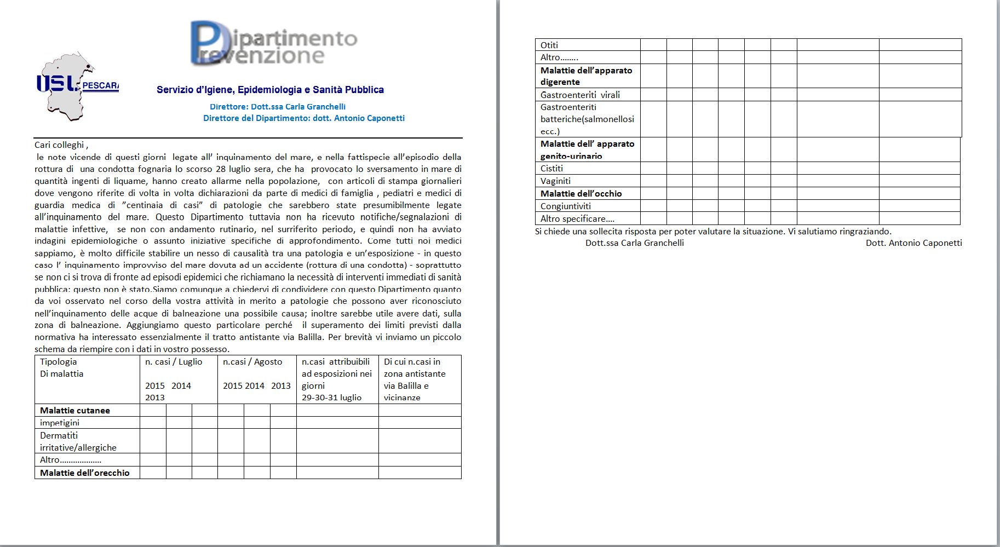 Dipartimento
Prevenzione
USL PESCARA
Servizio d’Igiene, Epidemiologia e Sanità Pubblica
Direttore: Dott.ssa Carla Granchelli
Direttore del Dipartimento: dott. Antonio Caponetti
Cari colleghi ,
le note vicende di questi giorni legate all’ inquinamento del mare, e nella fattispecie all’episodio della
rottura di una condotta fognaria lo scorso 28 luglio sera, che ha provocato lo sversamento in mare di
quantità ingenti di liquame, hanno creato allarme nella popolazione, con articoli di stampa giornalieri
dove vengono riferite di volta in volta dichiarazioni da parte di medici di famiglia , pediatri e medici di
guardia medica di ”centinaia di casi” di patologie che sarebbero state presumibilmente legate
all’inquinamento del mare. Questo Dipartimento tuttavia non ha ricevuto notifiche/segnalazioni di
malattie infettive, se non con andamento rutinario, nel surriferito periodo, e quindi non ha avviato
indagini epidemiologiche o assunto iniziative specifiche di approfondimento. Come tutti noi medici
sappiamo, è molto difficile stabilire un nesso di causalità tra una patologia e un’esposizione - in questo
caso l’ inquinamento improvviso del mare dovuta ad un accidente (rottura di una condotta) - soprattutto
se non ci si trova di fronte ad episodi epidemici che richiamano la necessità di interventi immediati di sanità
pubblica: questo non è stato.Siamo comunque a chiedervi di condividere con questo Dipartimento quanto
da voi osservato nel corso della vostra attività in merito a patologie che possono aver riconosciuto
nell’inquinamento delle acque di balneazione una possibile causa; inoltre sarebbe utile avere dati, sulla
zona di balneazione. Aggiungiamo questo particolare perché il superamento dei limiti previsti dalla
normativa ha interessato essenzialmente il tratto antistante via Balilla. Per brevità vi inviamo un piccolo
schema da riempire con i dati in vostro possesso.
Tipologia n. casi / Luglio n.casi / Agosto n.casi attribuibili Di cui n.casi in
Di malattia ad esposizioni nei zona antistante
2015 2014 2015 2014 2013 giorni via Balilla e
2013 29-30-31 luglio vicinanze
Malattie cutanee
impetigini
Dermatiti
irritative/allergiche
Altro...................
Malattie dell’orecchio
Otiti
Altro........
Malattie dell’apparato
digerente
Gastroenteriti virali
Gastroenteriti
batteriche(salmonellosi
ecc.)
Malattie dell’ apparato
genito-urinario
Cistiti
Vaginiti
Malattie dell’occhio
Congiuntiviti
Altro specificare....
Si chiede una sollecita risposta per poter valutare la situazione. Vi salutiamo ringraziando.
Dott.ssa Carla Granchelli Dott. Antonio Caponetti